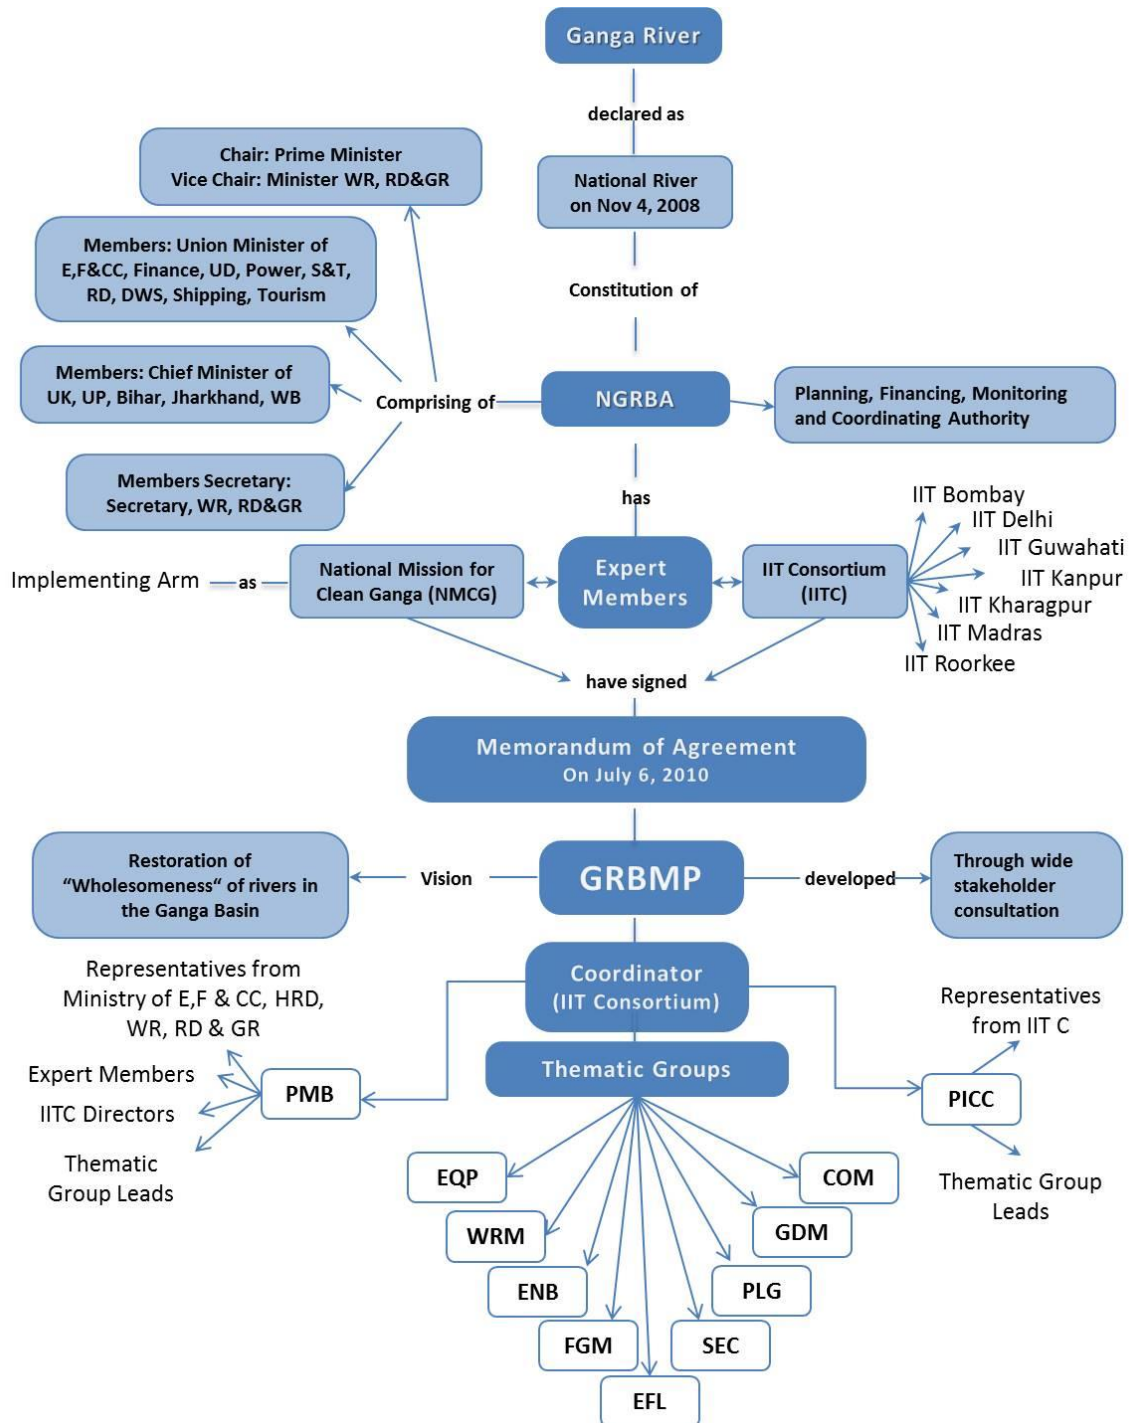 Ganga River
declared as
Chair: Prime Minister
Vice Chair: Minister WR, RD&GR
National River
on Nov 4, 2008
Members: Union Minister of
E,F&CC, Finance, UD, Power, S&T,
RD, DWS, Shipping, Tourism
Constitution of
Members: Chief Minister of
UK, UP, Bihar, Jharkhand, WB
Comprising of
NGRBA
Planning, Financing, Monitoring
and Coordinating Authority
Members Secretary:
Secretary, WR, RD&GR
has
IIT Bombay
IIT Delhi
IIT Guwahati
IIT Kanpur
IIT Kharagpur
IIT Madras
IIT Roorkee
Implementing Arm
as
National Mission for
Clean Ganga (NMCG)
Expert
Members
IIT Consortium
(IITC)
have signed
Memorandum of Agreement
On July 6, 2010
Restoration of
“Wholesomeness“ of rivers in
the Ganga Basin
Vision
GRBMP
developed
Through wide
stakeholder
consultation
Coordinator
(IIT Consortium)
Representatives from
Ministry of E,F & CC, HRD,
WR, RD & GR
Expert Members
IITC Directors
Thematic
Group Leads
PMB
Thematic Groups
Representatives
from IIT C
PICC
Thematic Group
Leads
EQP
COM
WRM
GDM
ENB
PLG
FGM
SEC
EFL